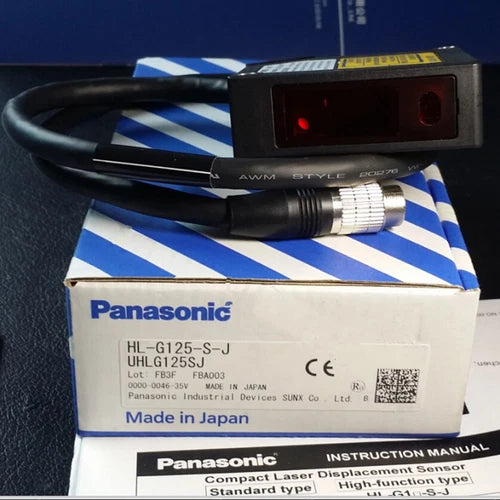 AWM STYLE 20276
Panasonic
HL-G125-S-J
UHLG125SJ
Lot: FB3F FBA003
0000-0046-35V MADE IN JAPAN
Panasonic Industrial Devices SUNX Co., Ltd. B
CE
R
Made in Japan
Panasonic
INSTRUCTION MANUAL
Compact Laser Displacement Sensor
Standard type High-function type
HL-G1□-S-J